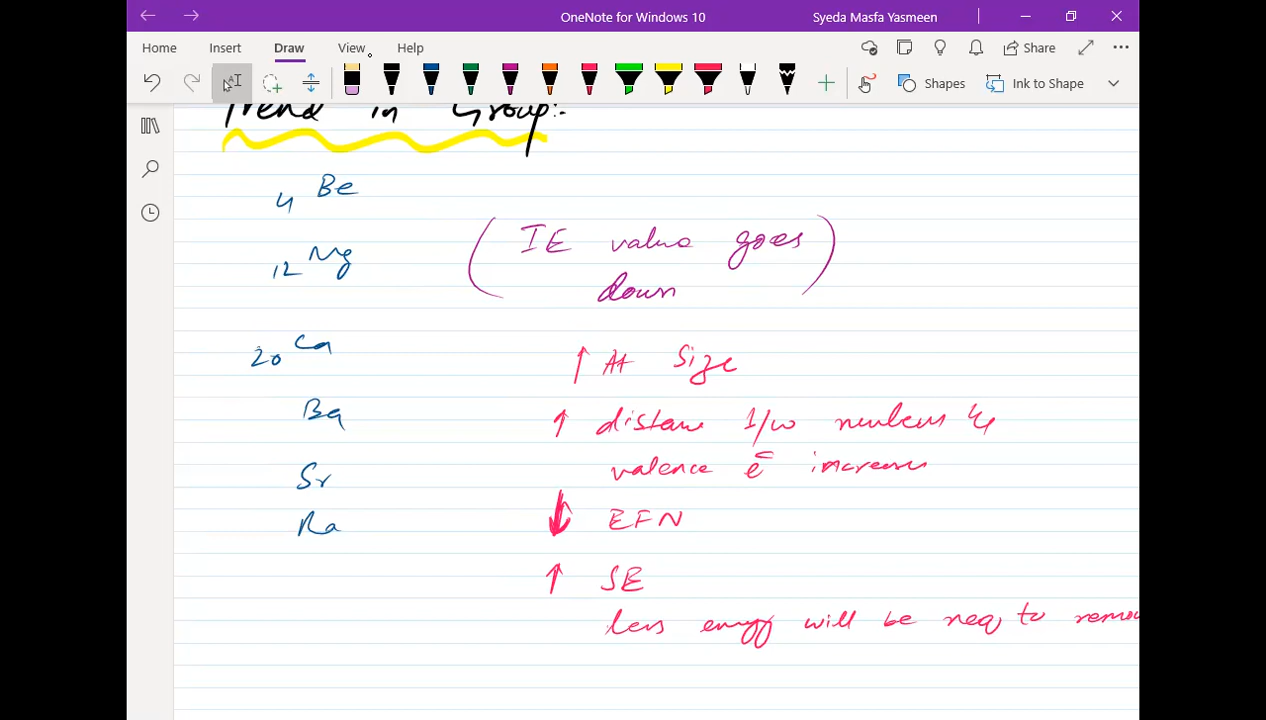 OneNote for Windows 10
Syeda Masfa Yasmeen
Home Insert Draw View Help
Share
Shapes
Ink to Shape
Trend in Group:-
4 Be
12 Mg
(IE value goes
down)
20 Ca
Ba
Sr
Ra
↑ At Size
↑ distance b/w nucleus &
valence e- increases
↓ EFN
↑ SE
less energy will be req to remov